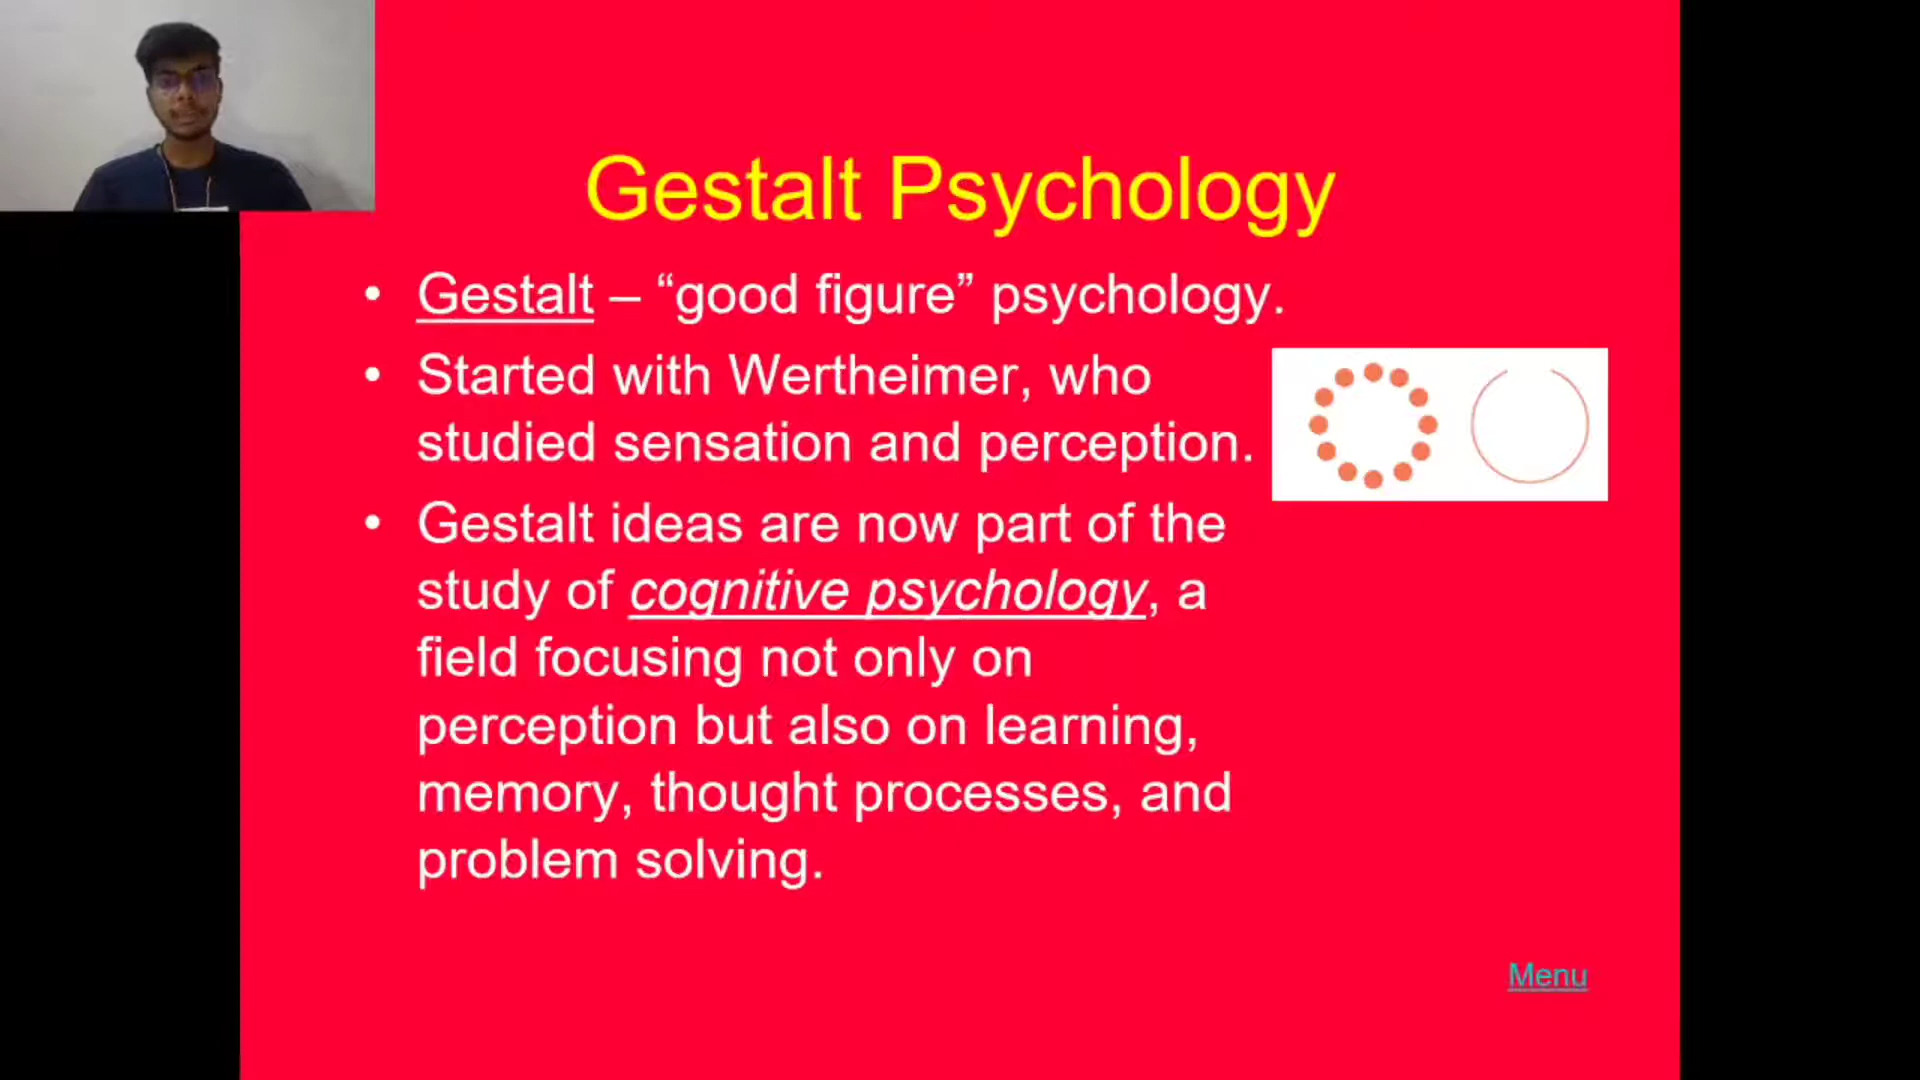 Gestalt Psychology
• Gestalt – “good figure” psychology.
• Started with Wertheimer, who
studied sensation and perception.
• Gestalt ideas are now part of the
study of cognitive psychology, a
field focusing not only on
perception but also on learning,
memory, thought processes, and
problem solving.
Menu